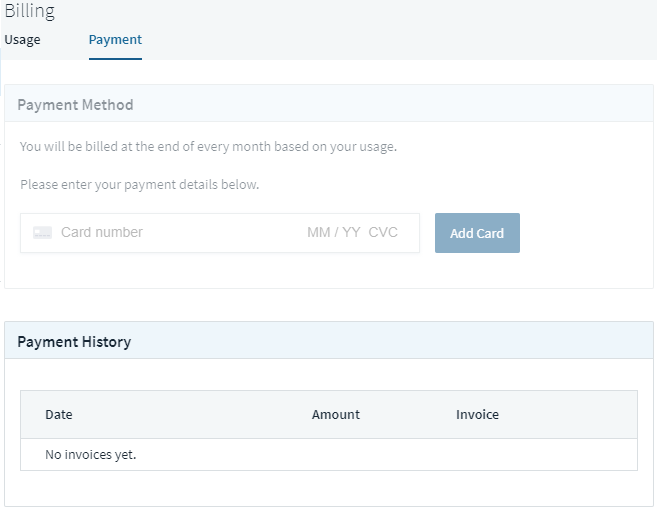 Billing
Usage Payment
Payment Method
You will be billed at the end of every month based on your usage.
Please enter your payment details below.
Card number MM / YY CVC Add Card
Payment History
Date Amount Invoice
No invoices yet.